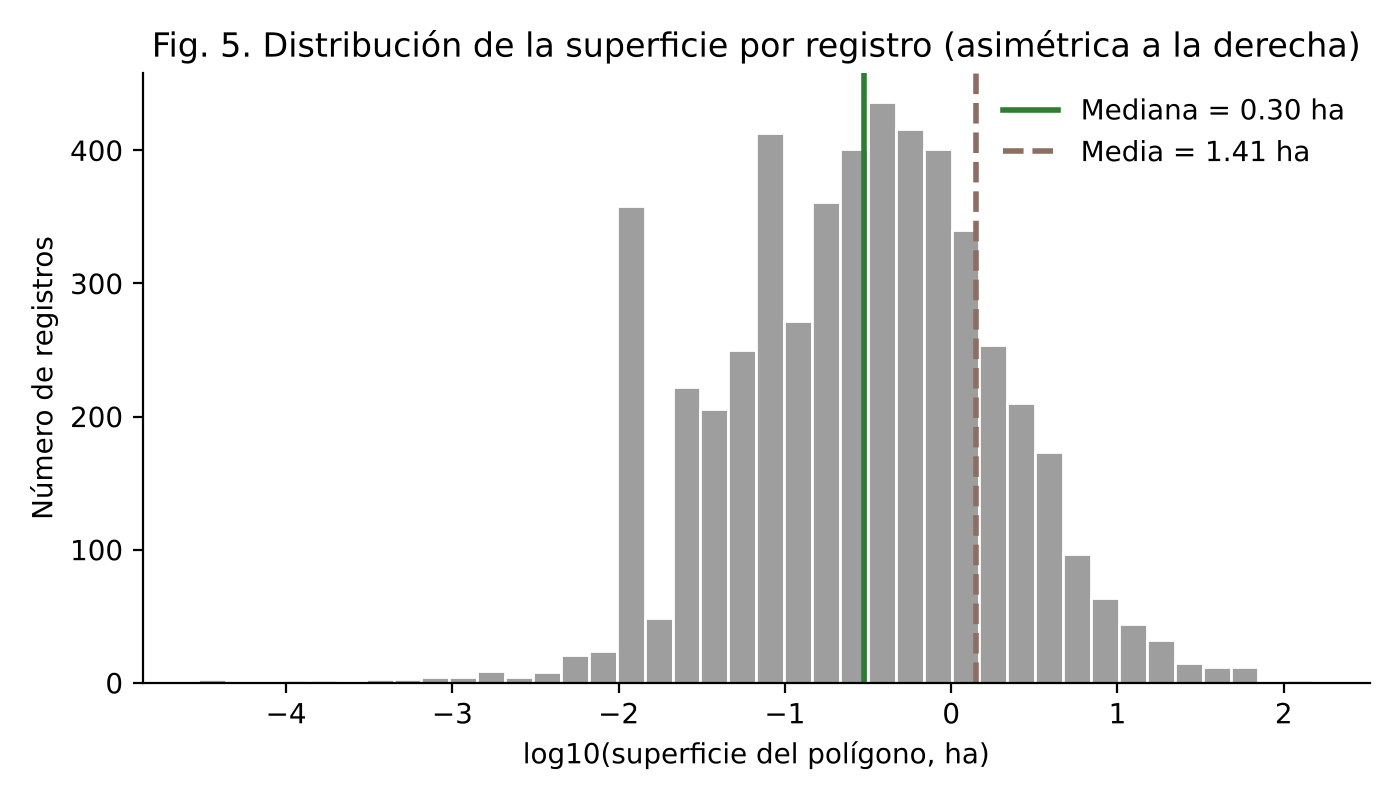 Fig. 5. Distribución de la superficie por registro (asimétrica a la derecha)
Mediana = 0.30 ha
Media = 1.41 ha
Número de registros
400
300
200
100
0
−4 −3 −2 −1 0 1 2
log10(superficie del polígono, ha)